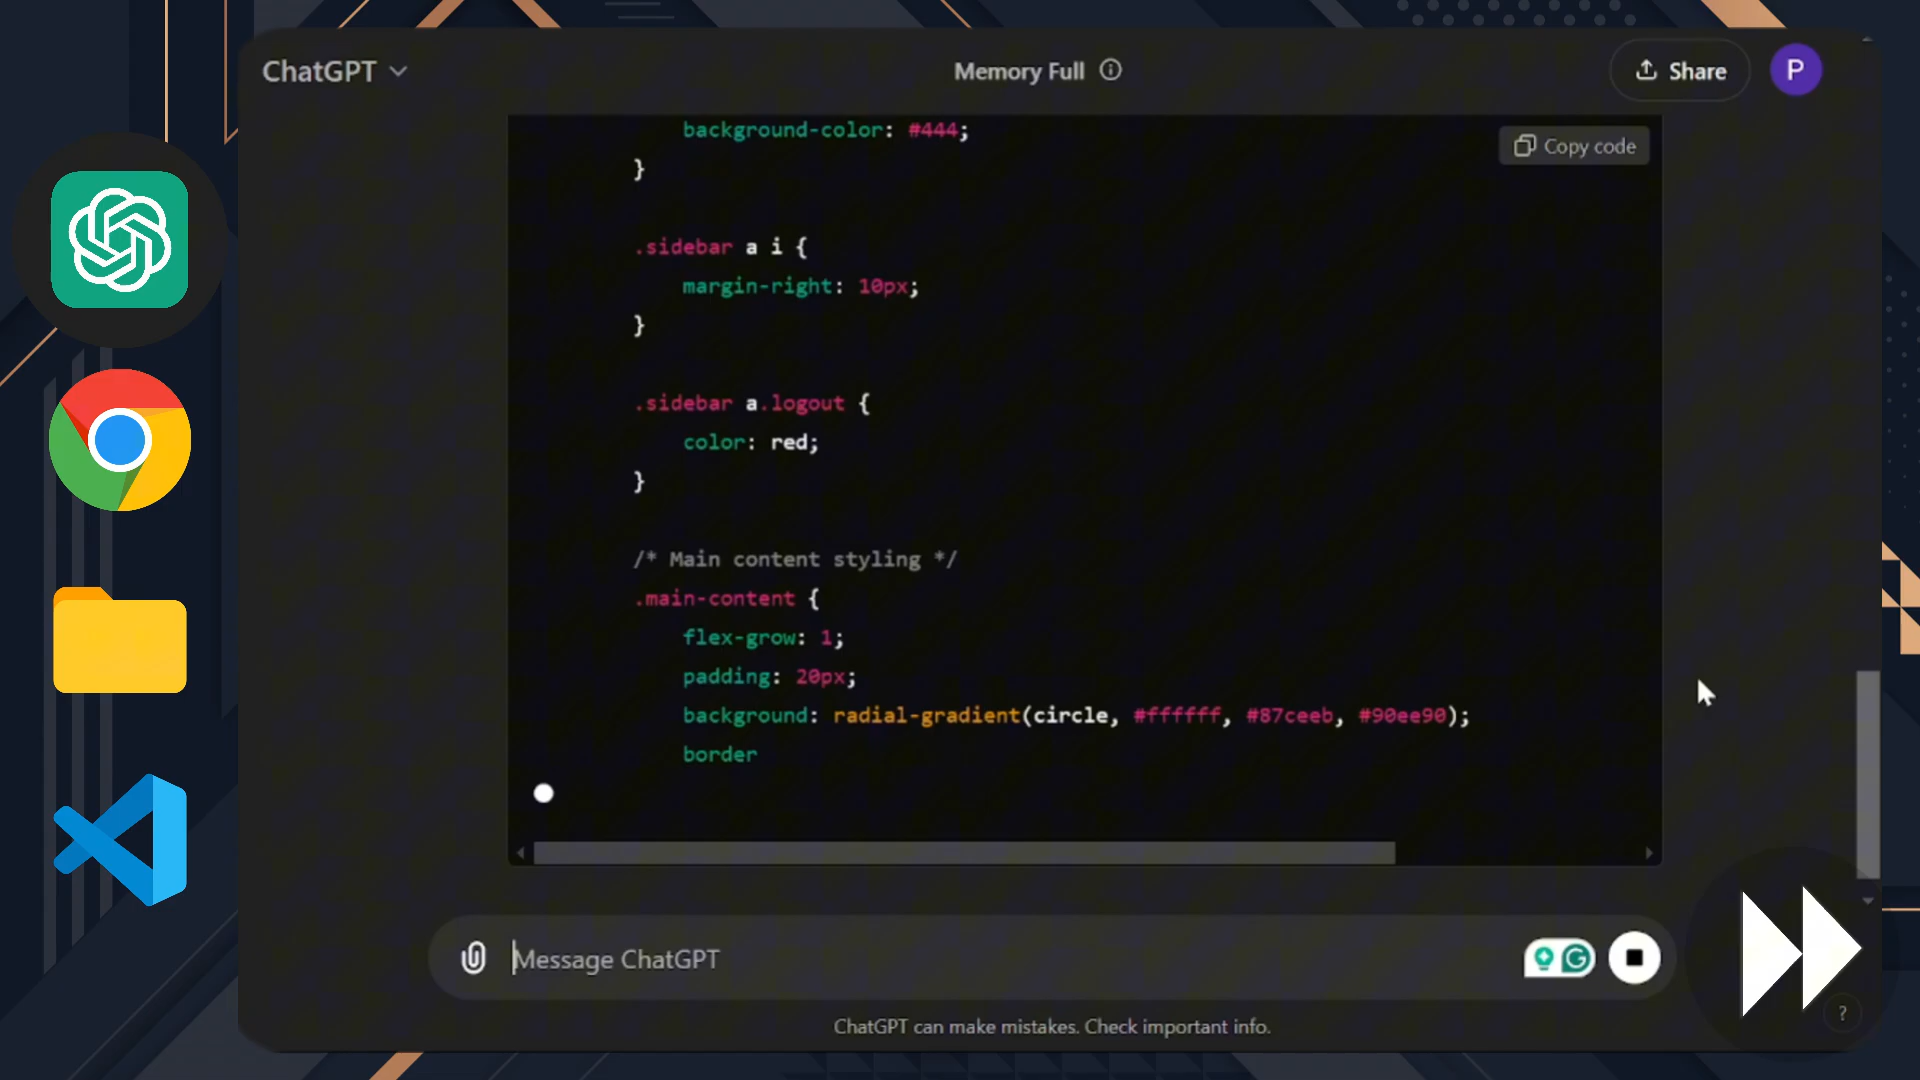 ChatGPT
Memory Full
Share
P
Copy code
background-color: #444;
}
.sidebar a i {
margin-right: 10px;
}
.sidebar a.logout {
color: red;
}
/* Main content styling */
.main-content {
flex-grow: 1;
padding: 20px;
background: radial-gradient(circle, #ffffff, #87ceeb, #90ee90);
border
Message ChatGPT
ChatGPT can make mistakes. Check important info.
?